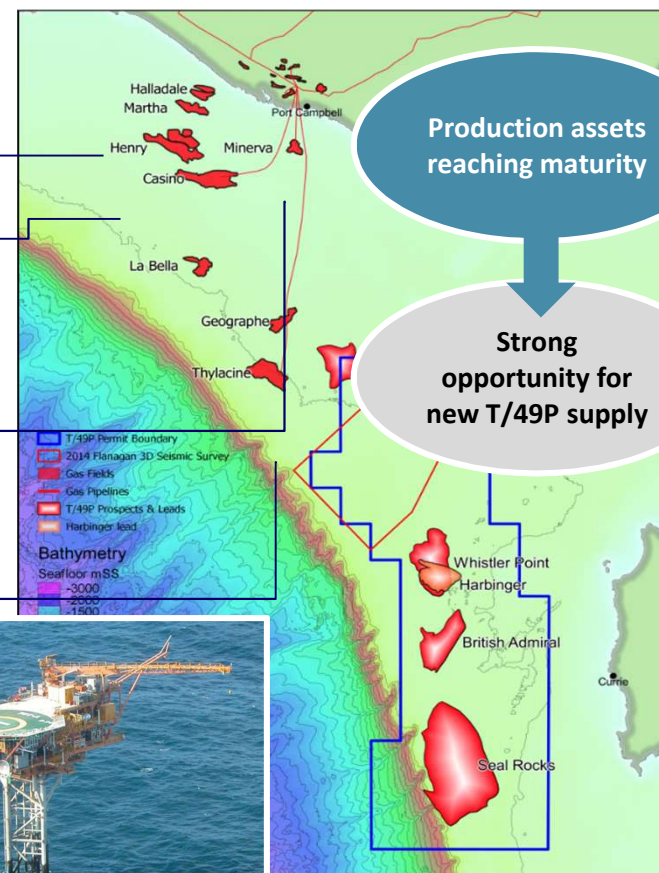 Halladale
Martha
Port Campbell
Henry
Minerva
Casino
Production assets
reaching maturity
La Bella
Geographe
Thylacine
Strong
opportunity for
new T/49P supply
T/49P Permit Boundary
2014 Flanagan 3D Seismic Survey
Gas Fields
Gas Pipelines
T/49P Prospects & Leads
Harbinger lead
Bathymetry
Seafloor mSS
-3000
-2000
-1500
Whistler Point
Harbinger
British Admiral
Currie
Seal Rocks